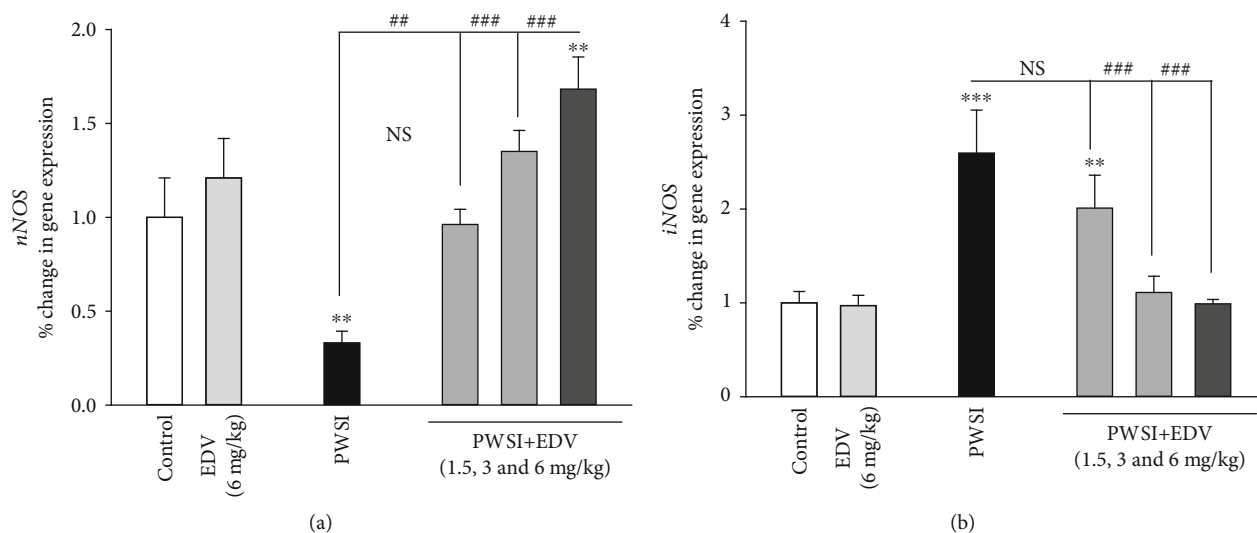 2.0
1.5
1.0
0.5
0.0
nNOS
% change in gene expression
##
###
###
**
NS
**
Control
EDV
(6 mg/kg)
PWSI
PWSI+EDV
(1.5, 3 and 6 mg/kg)
(a)
4
3
2
1
0
iNOS
% change in gene expression
NS
###
###
***
**
Control
EDV
(6 mg/kg)
PWSI
PWSI+EDV
(1.5, 3 and 6 mg/kg)
(b)